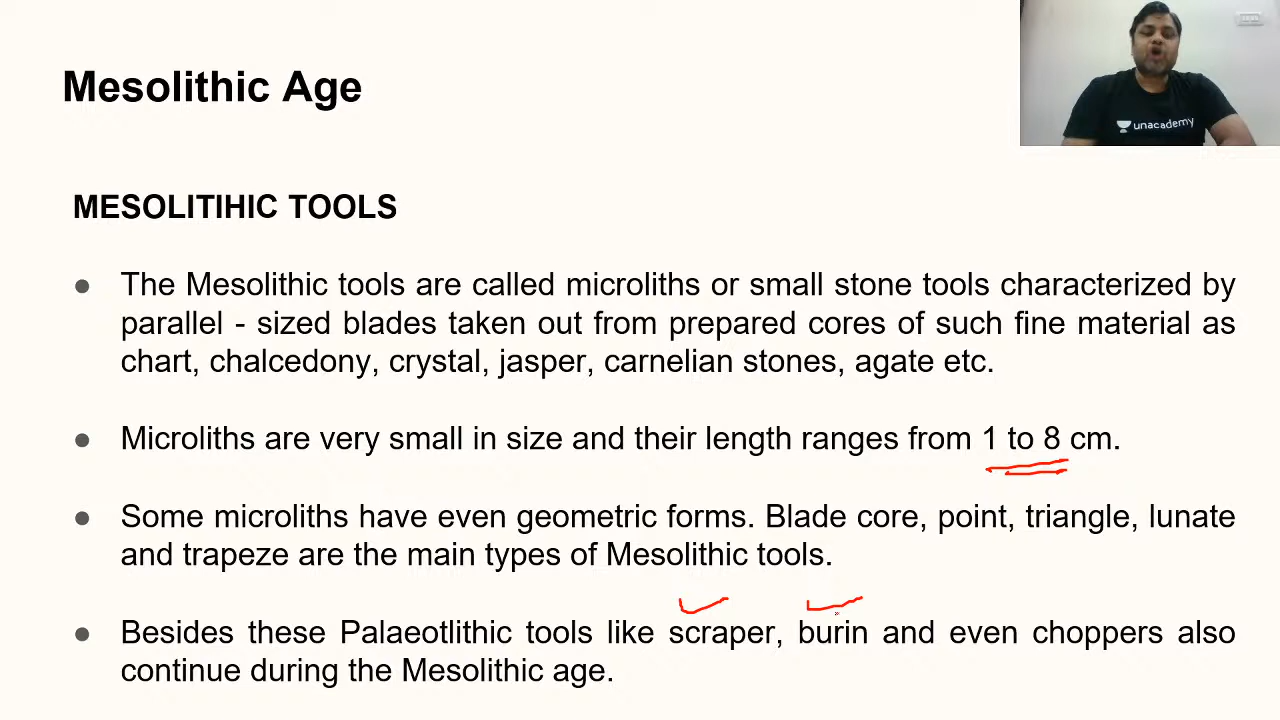 Mesolithic Age
unacademy
MESOLITIHIC TOOLS
● The Mesolithic tools are called microliths or small stone tools characterized by
parallel - sized blades taken out from prepared cores of such fine material as
chart, chalcedony, crystal, jasper, carnelian stones, agate etc.
● Microliths are very small in size and their length ranges from 1 to 8 cm.
● Some microliths have even geometric forms. Blade core, point, triangle, lunate
and trapeze are the main types of Mesolithic tools.
● Besides these Palaeotlithic tools like scraper, burin and even choppers also
continue during the Mesolithic age.